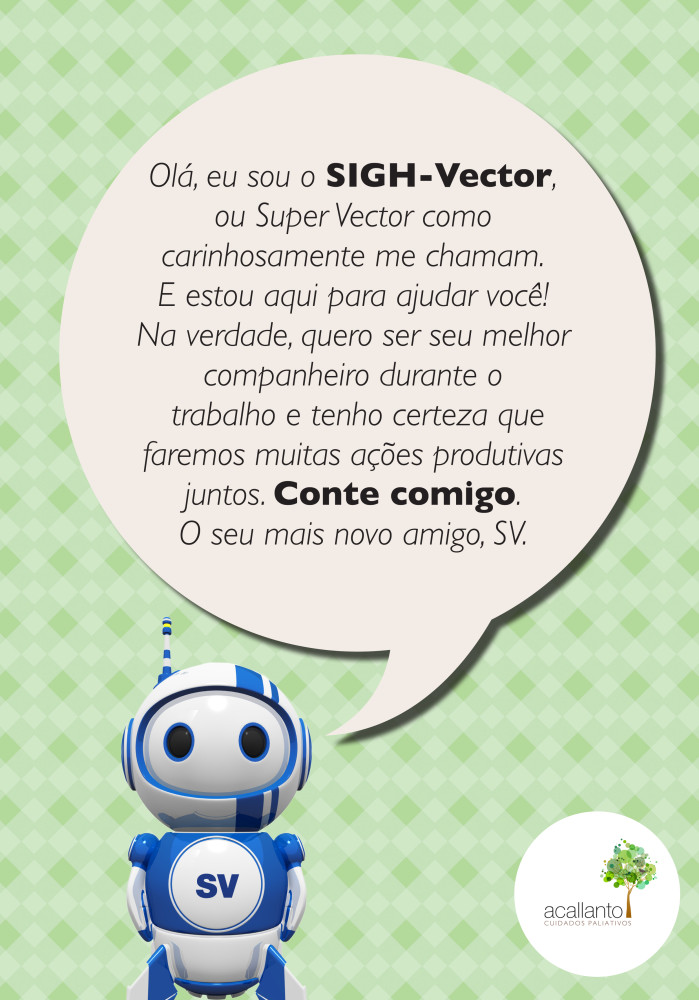 Olá, eu sou o SIGH-Vector,
ou Super Vector como
carinhosamente me chamam.
E estou aqui para ajudar você!
Na verdade, quero ser seu melhor
companheiro durante o
trabalho e tenho certeza que
faremos muitas ações produtivas
juntos. Conte comigo.
O seu mais novo amigo, SV.
SV
acallanto
CUIDADOS PALIATIVOS